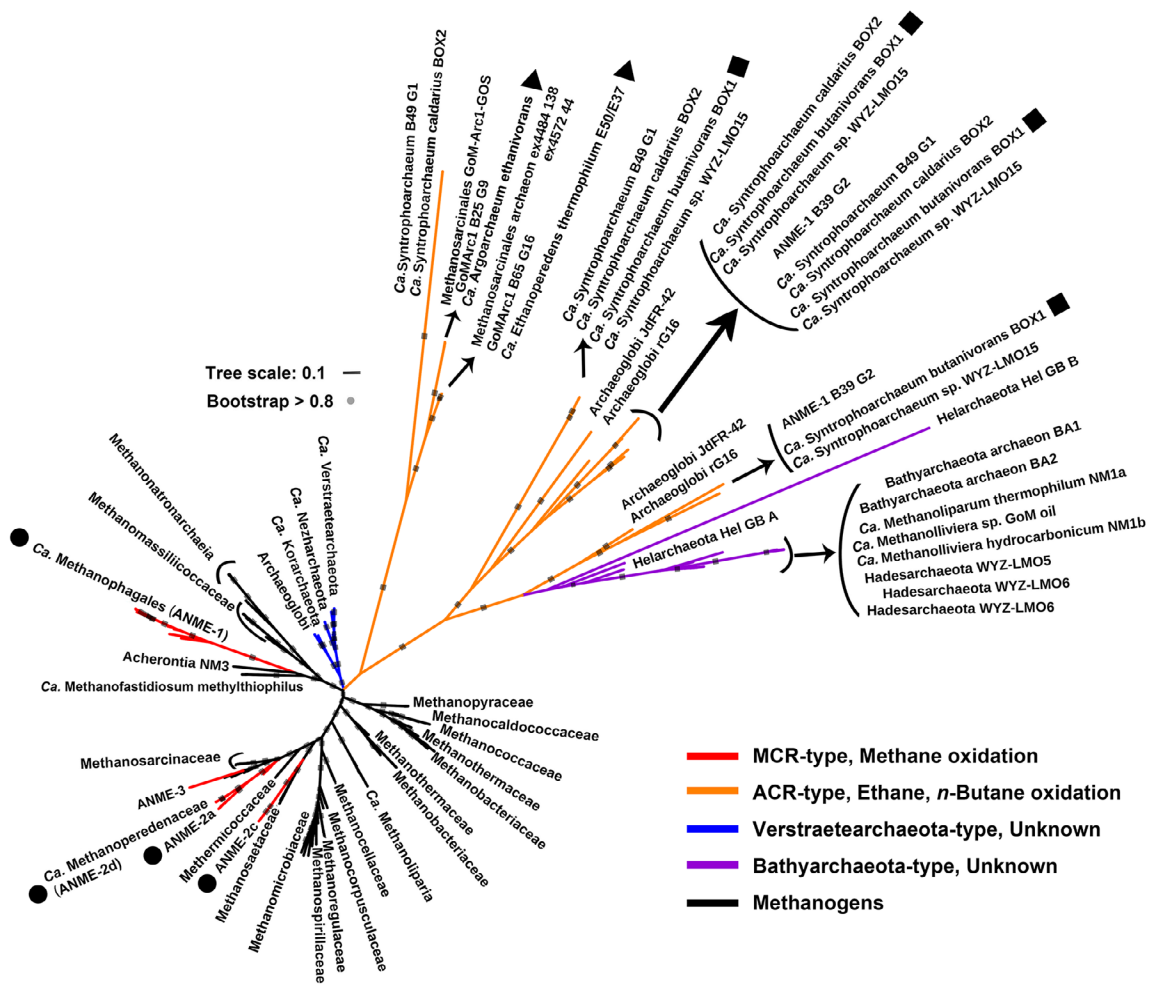 Ca. Syntrophoarchaeum B49 G1
Ca. Syntrophoarchaeum caldarius BOX2
Methanosarcinales GoM-Arc1-GOS
GoMArc1 B25 G9
Ca. Argoarchaeum ethanivorans
Methanosarcinales archaeon ex4484 138
ex4572 44
GoMArc1 B65 G16
Ca. Ethanoperedens thermophilum E50/E37
Ca. Syntrophoarchaeum B49 G1
Ca. Syntrophoarchaeum caldarius BOX2
Ca. Syntrophoarchaeum butanivorans BOX1
Ca. Syntrophoarchaeum sp. WYZ-LMO15
Archaeoglobi JdFR-42
Archaeoglobi rG16
Ca. Syntrophoarchaeum caldarius BOX2
Ca. Syntrophoarchaeum butanivorans BOX1
Ca. Syntrophoarchaeum sp. WYZ-LMO15
ANME-1 B39 G2
Ca. Syntrophoarchaeum B49 G1
Ca. Syntrophoarchaeum caldarius BOX2
Ca. Syntrophoarchaeum butanivorans BOX1
Ca. Syntrophoarchaeum sp. WYZ-LMO15
Archaeoglobi JdFR-42
Archaeoglobi rG16
ANME-1 B39 G2
Ca. Syntrophoarchaeum butanivorans BOX1
Ca. Syntrophoarchaeum sp. WYZ-LMO15
Helarchaeota Hel GB B
Helarchaeota Hel GB A
Bathyarchaeota archaeon BA1
Bathyarchaeota archaeon BA2
Ca. Methanoliparum thermophilum NM1a
Ca. Methanolliviera sp. GoM oil
Ca. Methanolliviera hydrocarbonicum NM1b
Hadesarchaeota WYZ-LMO5
Hadesarchaeota WYZ-LMO6
Hadesarchaeota WYZ-LMO6
Tree scale: 0.1
Bootstrap > 0.8
Ca. Verstraetearchaeota
Ca. Nezharchaeota
Ca. Korarchaeota
Archaeoglobi
Methanonatronarchaeia
Methanomassilicoccaceae
Ca. Methanophagales (ANME-1)
Acherontia NM3
Ca. Methanofastidiosum methylthiophilus
Methanosarcinaceae
ANME-3
Ca. Methanoperedenaceae
(ANME-2d)
ANME-2a
Methermicoccaceae
ANME-2c
Methanosaetaceae
Methanomicrobiaceae
Methanospirillaceae
Methanoregulaceae
Methanocorpusculaceae
Methanocellaceae
Ca. Methanoliparia
Methanobacteriaceae
Methanothermaceae
Methanobacteriaceae
Methanothermaceae
Methanococcaceae
Methanocaldococcaceae
Methanopyraceae
MCR-type, Methane oxidation
ACR-type, Ethane, n-Butane oxidation
Verstraetearchaeota-type, Unknown
Bathyarchaeota-type, Unknown
Methanogens